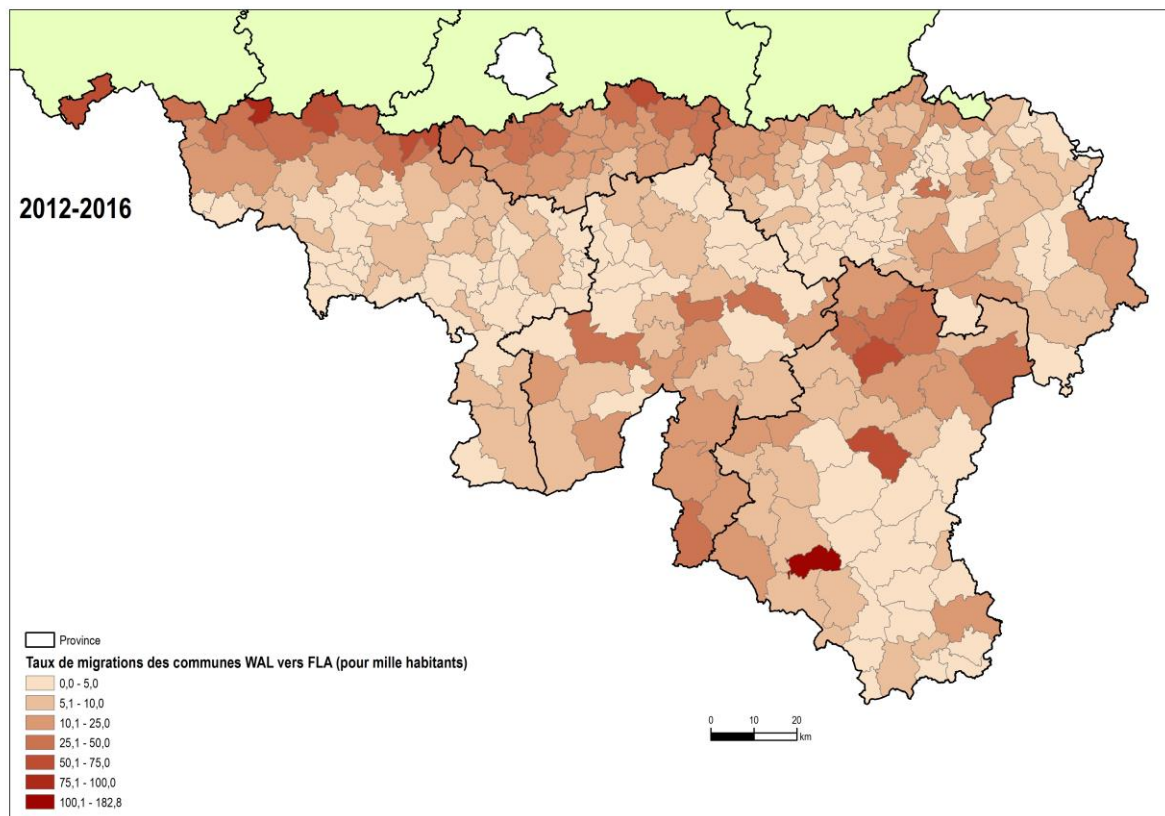 2012-2016
Province
Taux de migrations des communes WAL vers FLA (pour mille habitants)
0,0 - 5,0
5,1 - 10,0
10,1 - 25,0
25,1 - 50,0
50,1 - 75,0
75,1 - 100,0
100,1 - 182,8
0 10 20
km